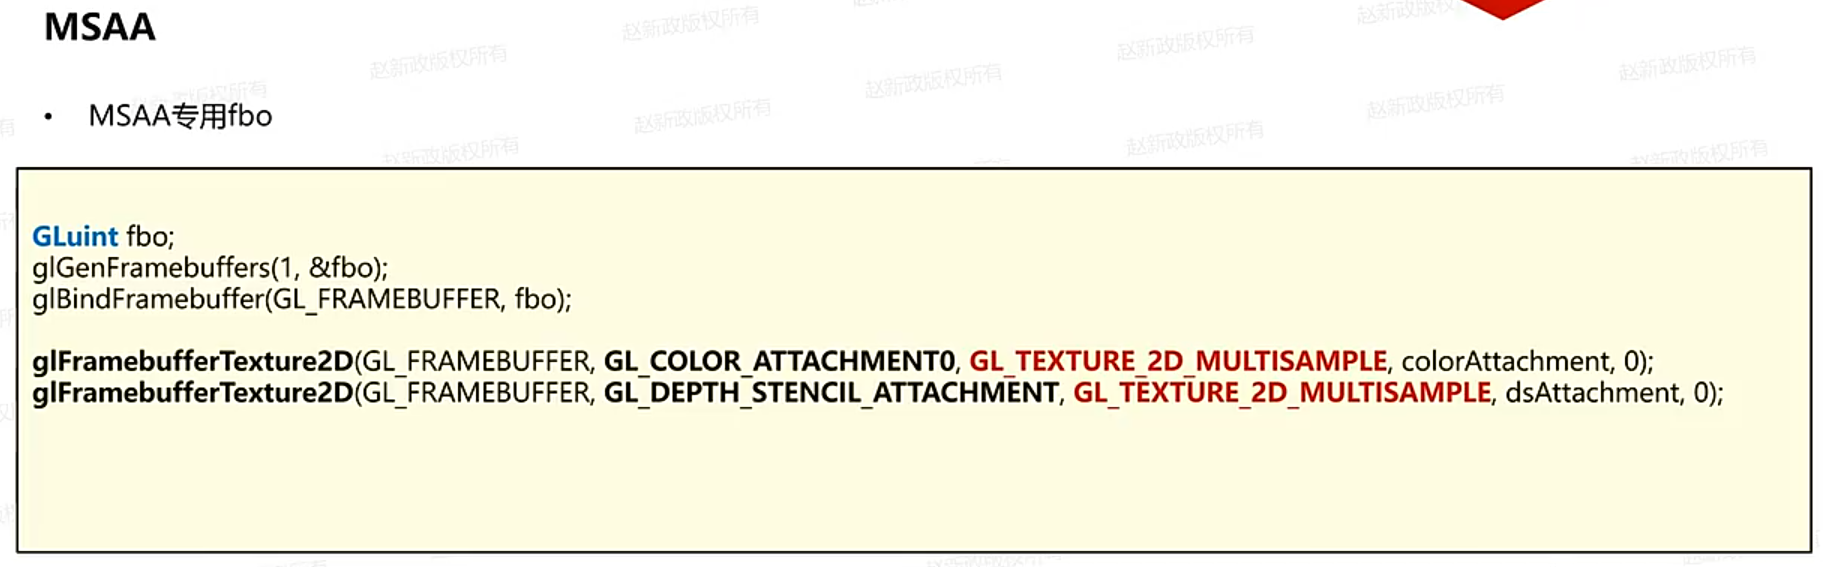 MSAA
• MSAA专用fbo
GLuint fbo;
glGenFramebuffers(1, &fbo);
glBindFramebuffer(GL_FRAMEBUFFER, fbo);
glFramebufferTexture2D(GL_FRAMEBUFFER, GL_COLOR_ATTACHMENT0, GL_TEXTURE_2D_MULTISAMPLE, colorAttachment, 0);
glFramebufferTexture2D(GL_FRAMEBUFFER, GL_DEPTH_STENCIL_ATTACHMENT, GL_TEXTURE_2D_MULTISAMPLE, dsAttachment, 0);
赵新政版权所有